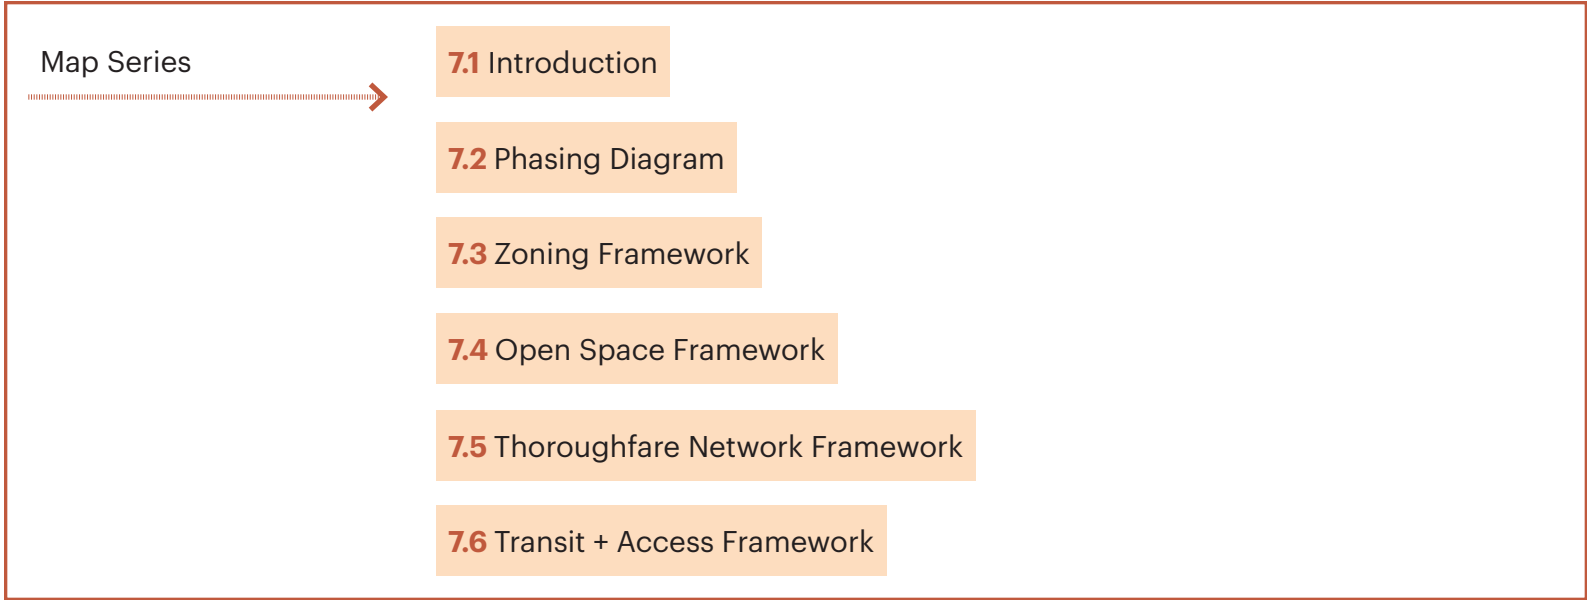 Map Series
7.1 Introduction
7.2 Phasing Diagram
7.3 Zoning Framework
7.4 Open Space Framework
7.5 Thoroughfare Network Framework
7.6 Transit + Access Framework